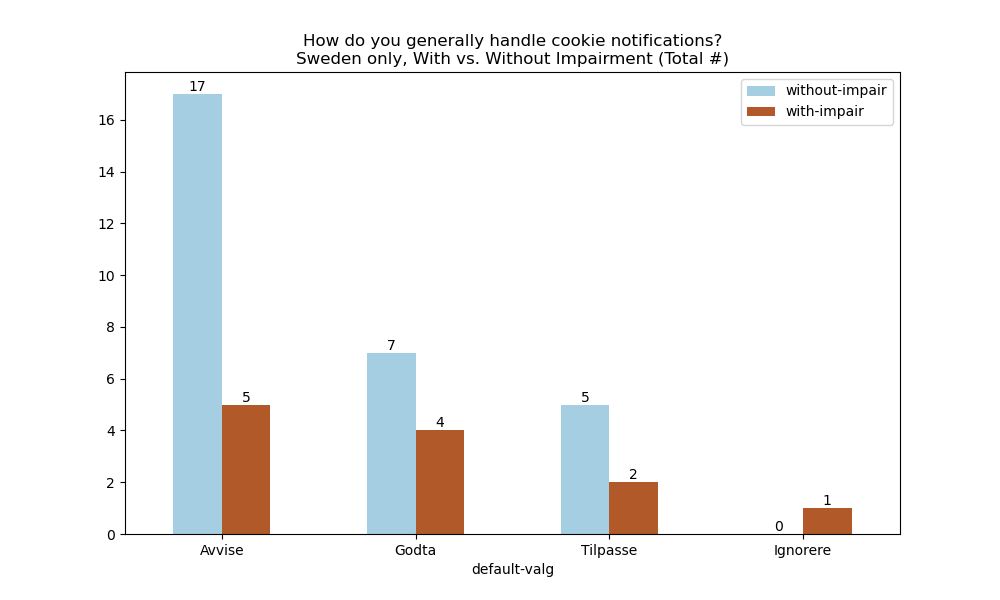 How do you generally handle cookie notifications?
Sweden only, With vs. Without Impairment (Total #)
without-impair
with-impair
17
5
7
4
5
2
0
1
16
14
12
10
8
6
4
2
0
Avvise
Godta
Tilpasse
Ignorere
default-valg